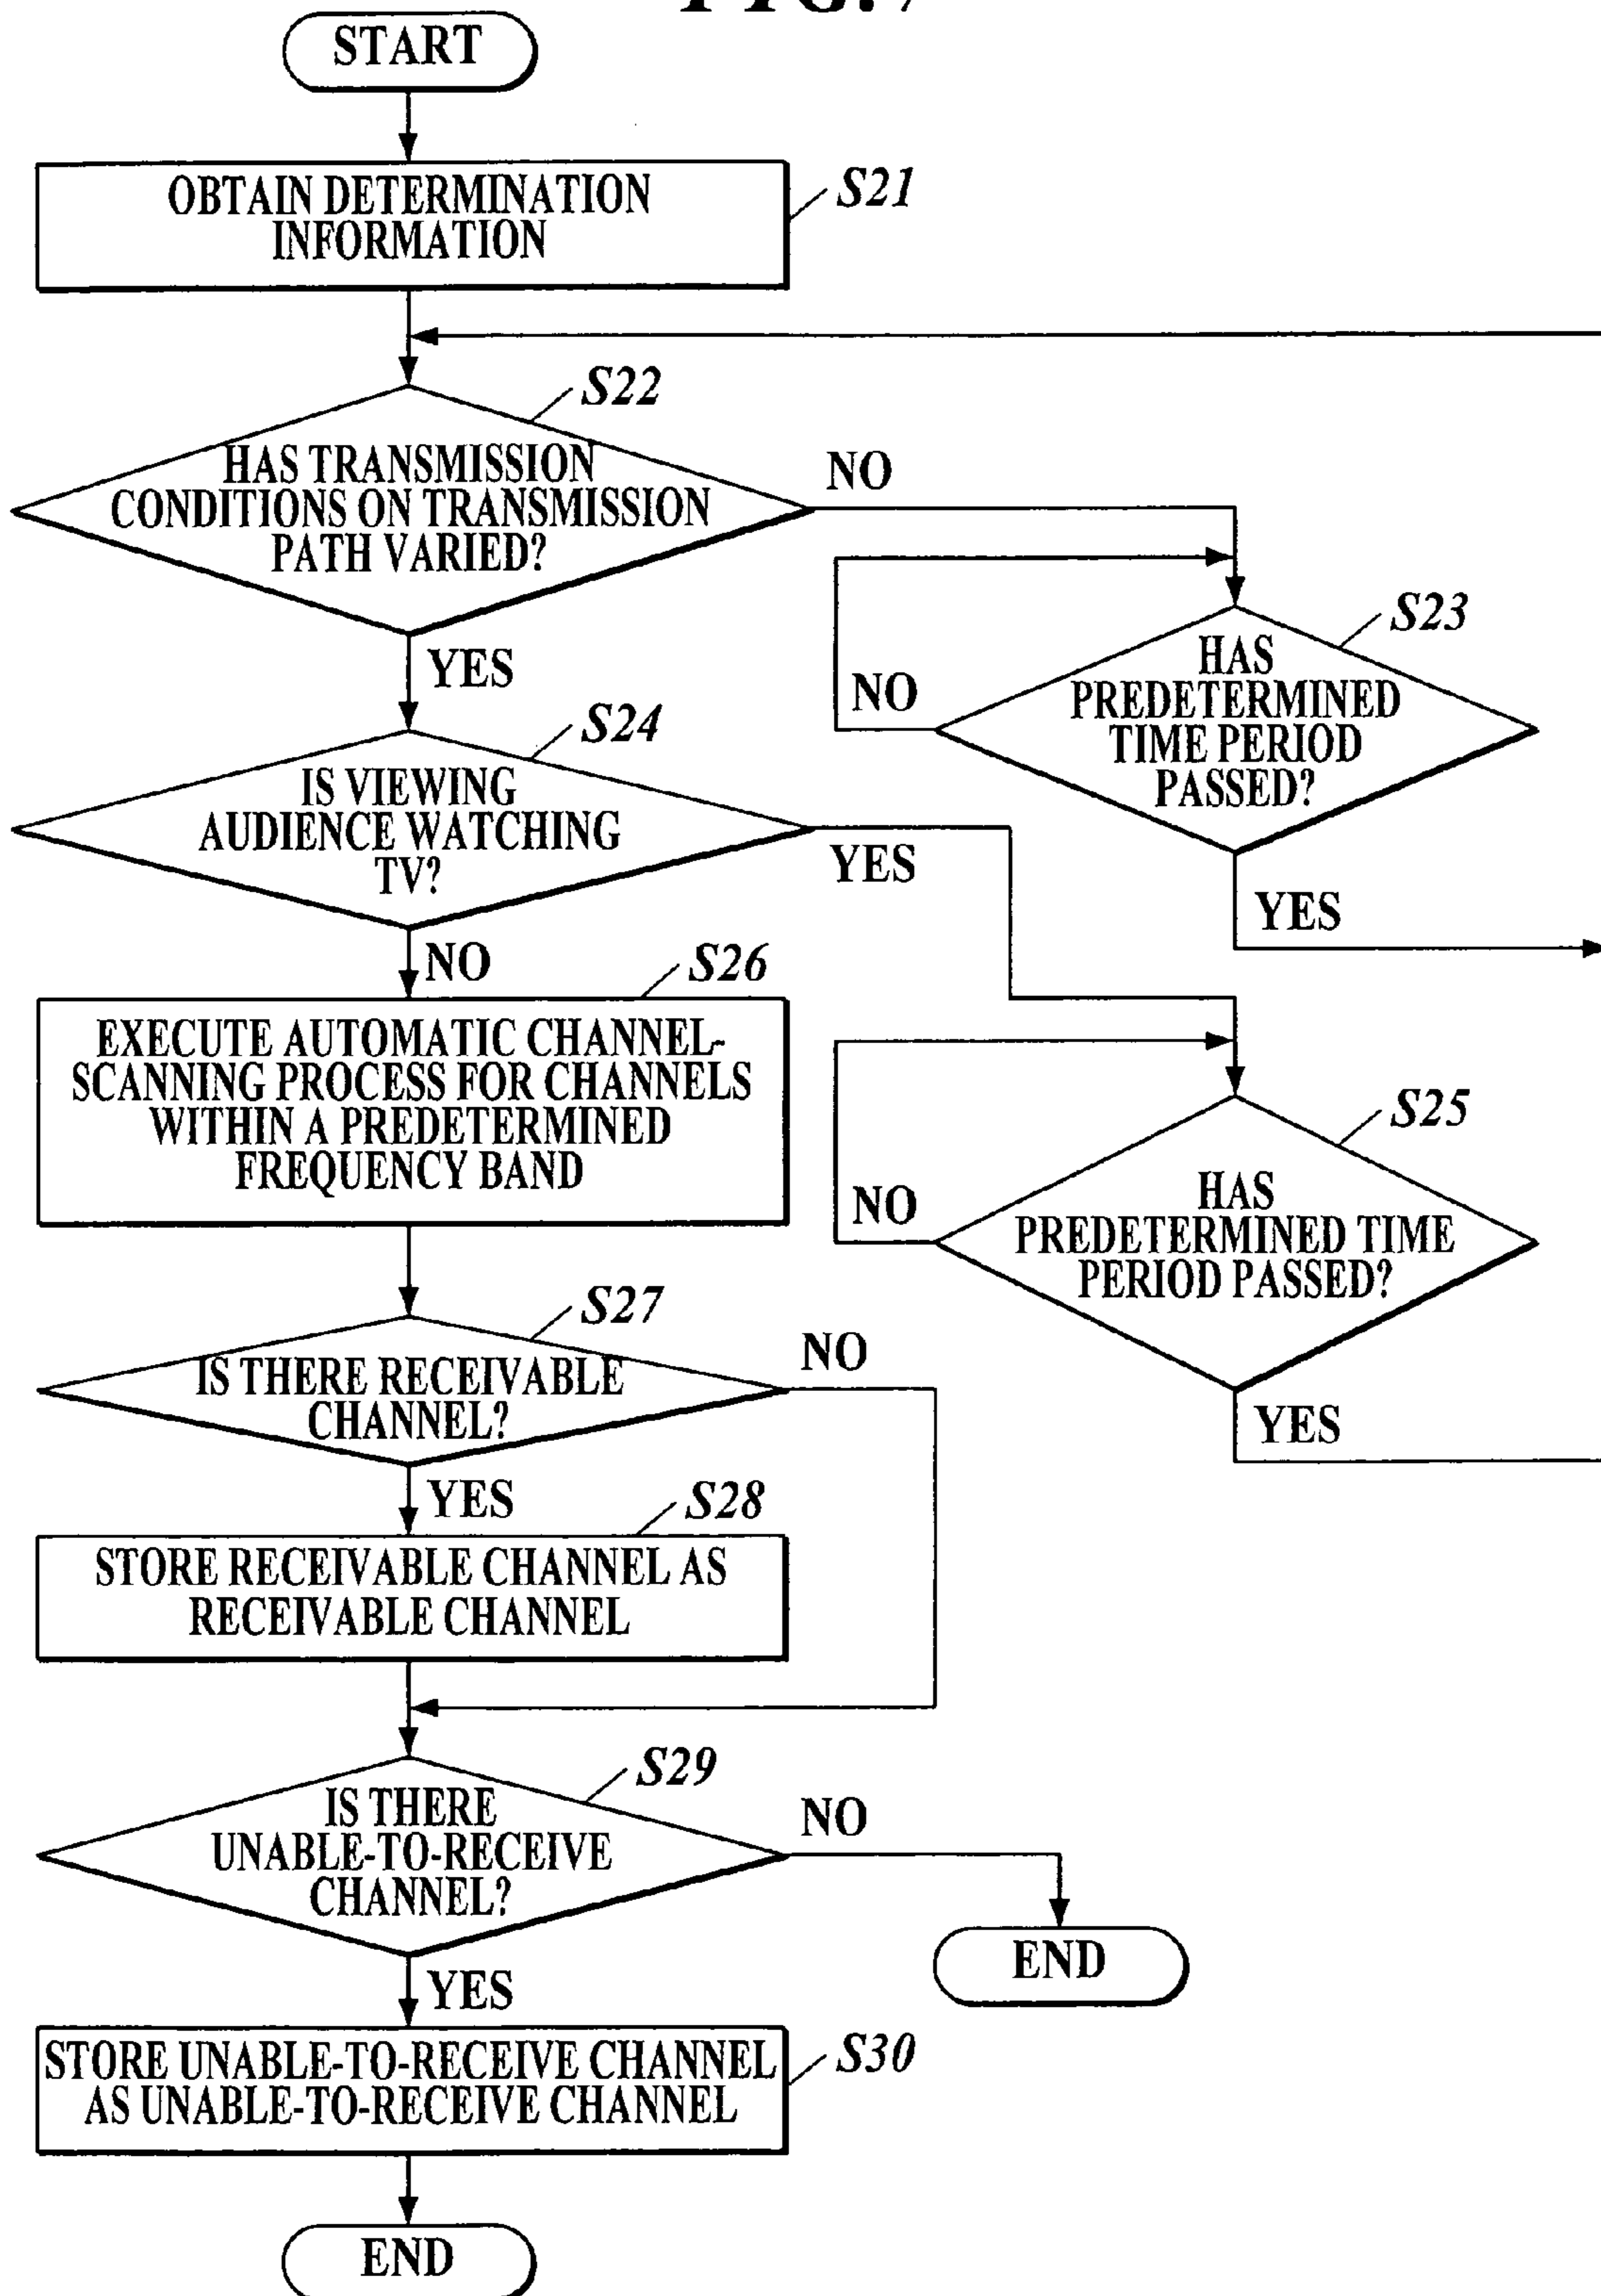 FIG. 7
START
OBTAIN DETERMINATION
INFORMATION
S21
S22
HAS TRANSMISSION
CONDITIONS ON TRANSMISSION
PATH VARIED?
NO
YES
S23
HAS
PREDETERMINED
TIME PERIOD
PASSED?
NO
YES
S24
IS VIEWING
AUDIENCE WATCHING
TV?
YES
NO
S25
HAS
PREDETERMINED TIME
PERIOD PASSED?
NO
YES
S26
EXECUTE AUTOMATIC CHANNEL-
SCANNING PROCESS FOR CHANNELS
WITHIN A PREDETERMINED
FREQUENCY BAND
S27
IS THERE RECEIVABLE
CHANNEL?
NO
YES
S28
STORE RECEIVABLE CHANNEL AS
RECEIVABLE CHANNEL
S29
IS THERE
UNABLE-TO-RECEIVE
CHANNEL?
NO
END
YES
STORE UNABLE-TO-RECEIVE CHANNEL
AS UNABLE-TO-RECEIVE CHANNEL
S30
END